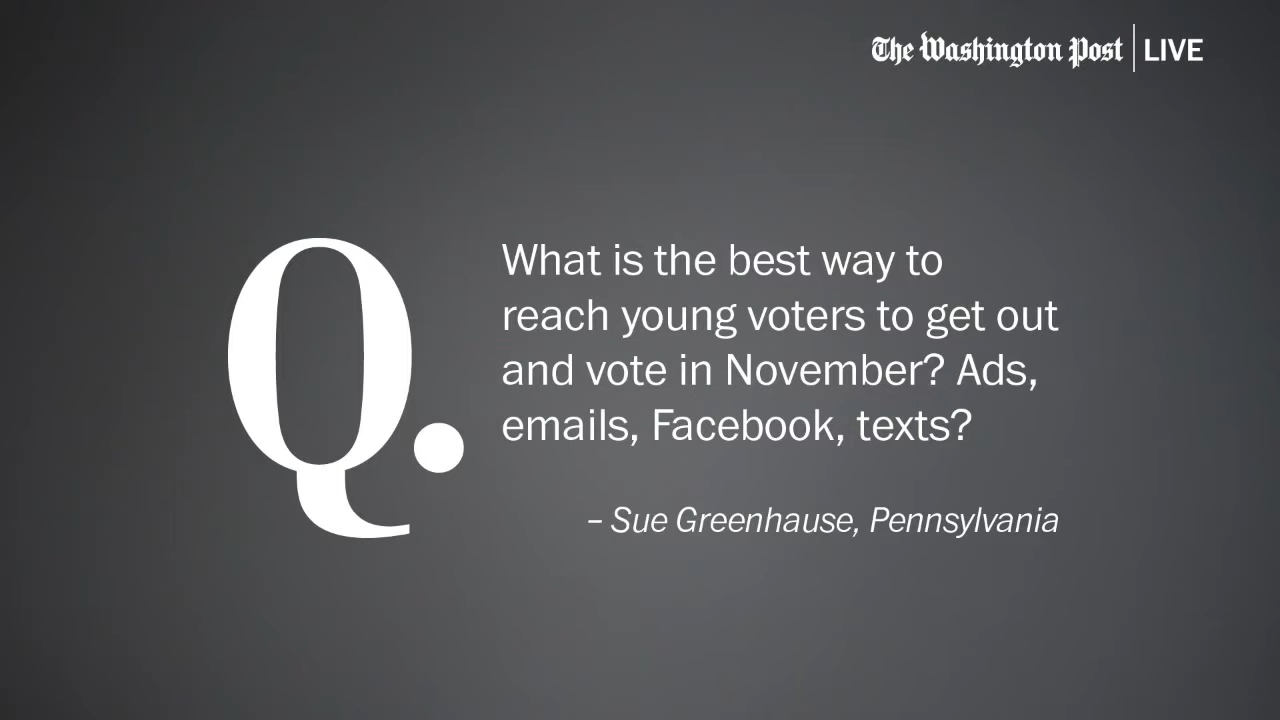 The Washington Post | LIVE
Q.
What is the best way to
reach young voters to get out
and vote in November? Ads,
emails, Facebook, texts?
– Sue Greenhause, Pennsylvania